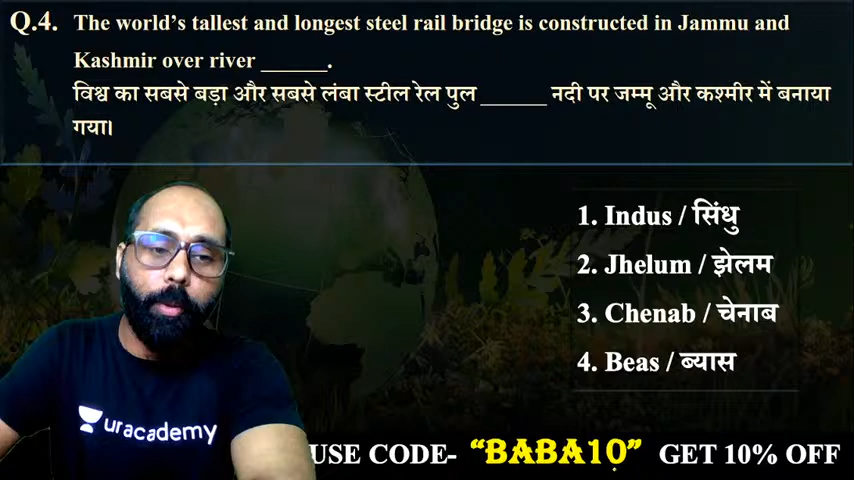 Q.4. The world's tallest and longest steel rail bridge is constructed in Jammu and
Kashmir over river ______.
विश्व का सबसे बड़ा और सबसे लंबा स्टील रेल पुल ______ नदी पर जम्मू और कश्मीर में बनाया
गया।
1. Indus / सिंधु
2. Jhelum / झेलम
3. Chenab / चेनाब
4. Beas / ब्यास
uracademy
USE CODE- “BABA10” GET 10% OFF